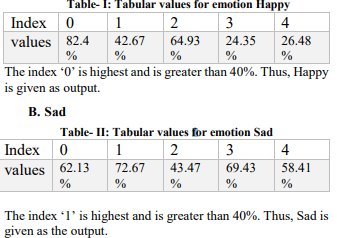 Table- I: Tabular values for emotion Happy
Index 0 1 2 3 4
values 82.4 42.67 64.93 24.35 26.48
% % % % %
The index ‘0’ is highest and is greater than 40%. Thus, Happy
is given as output.
B. Sad
Table- II: Tabular values for emotion Sad
Index 0 1 2 3 4
values 62.13 72.67 43.47 69.43 58.41
% % % % %
The index ‘1’ is highest and is greater than 40%. Thus, Sad is
given as the output.